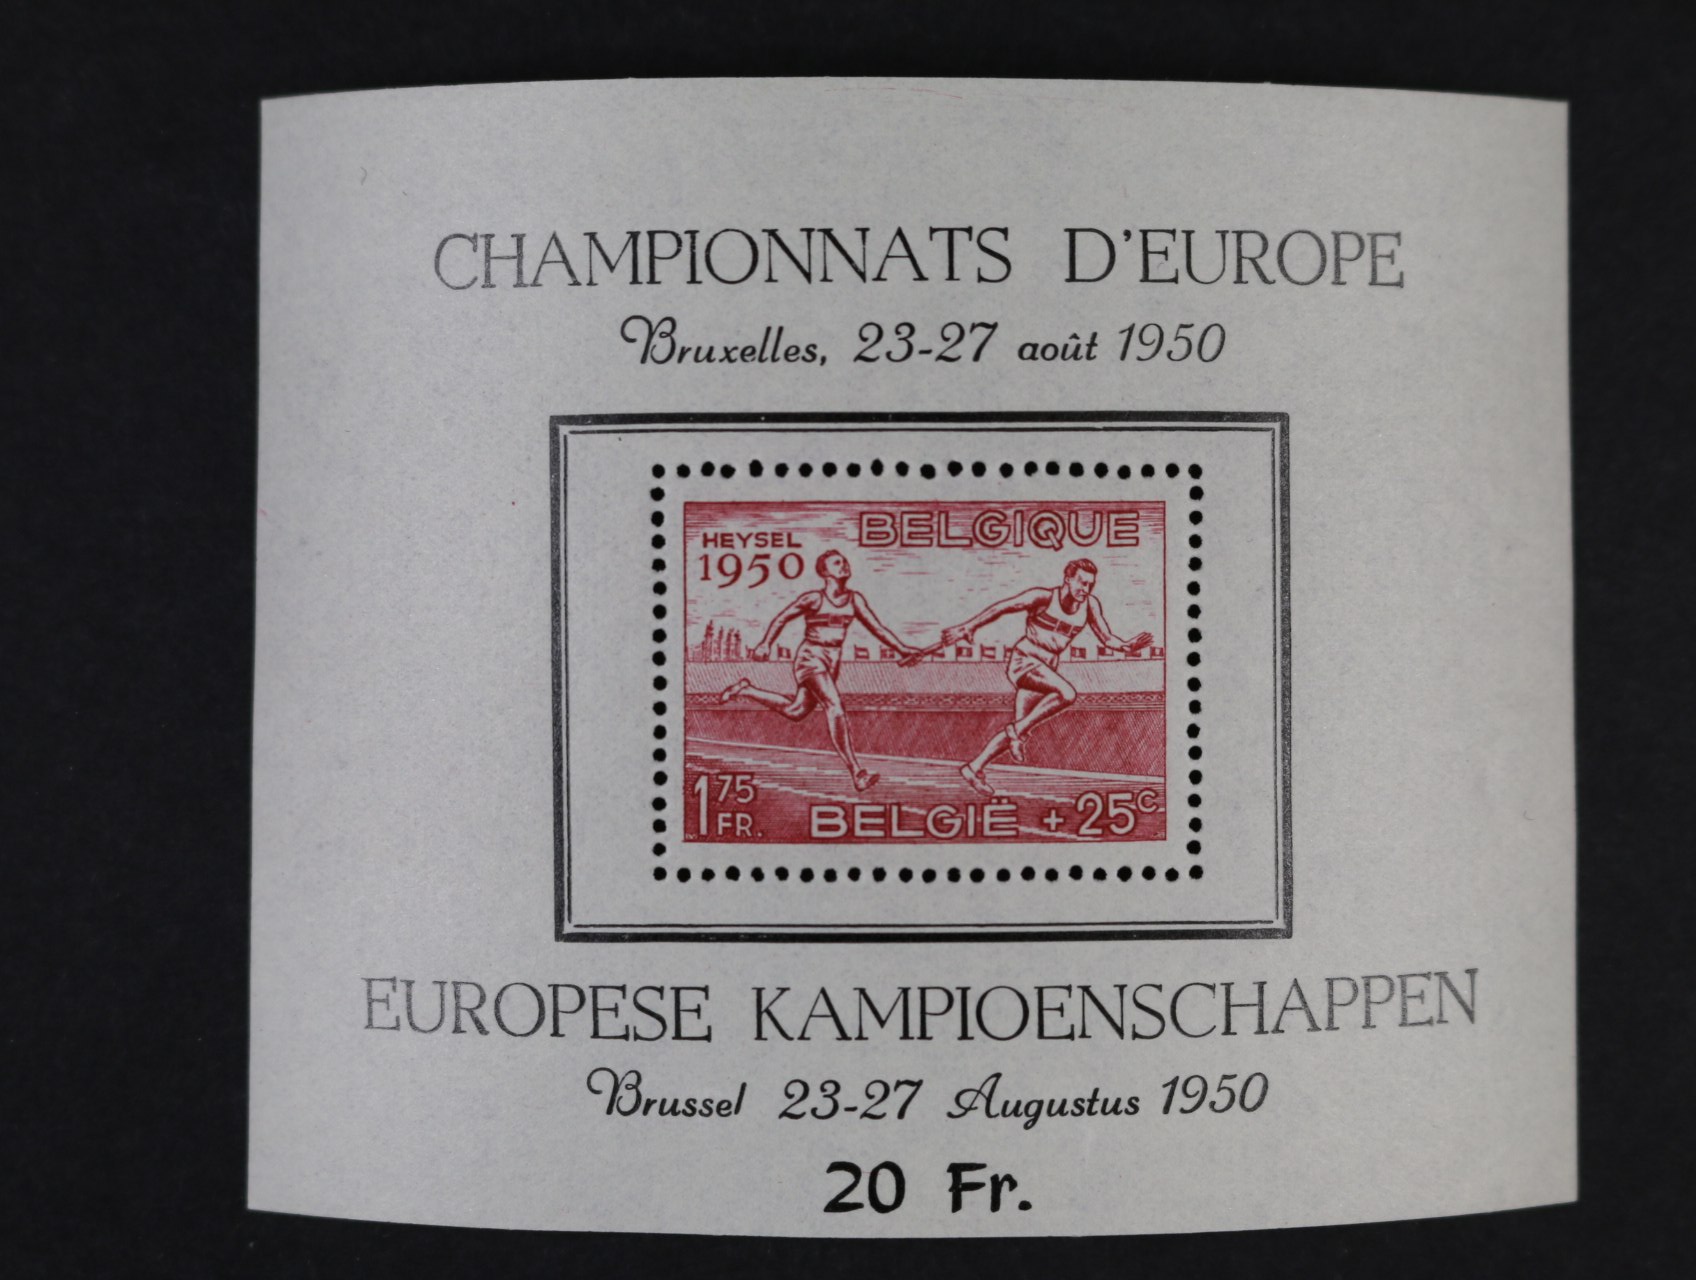 CHAMPIONNATS D'EUROPE
Bruxelles, 23-27 août 1950
BELGIQUE
HEYSEL
1950
1 75 FR.
BELGIË + 25 C
EUROPESE KAMPIOENSCHAPPEN
Brussel 23-27 Augustus 1950
20 Fr.